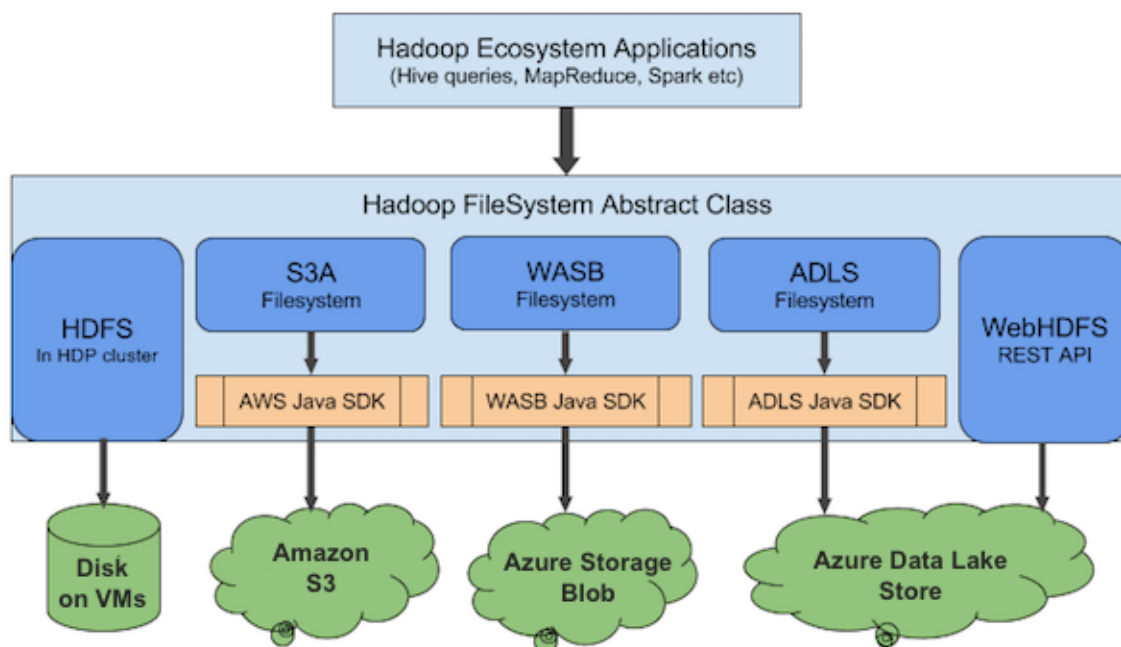 Hadoop Ecosystem Applications
(Hive queries, MapReduce, Spark etc)
Hadoop FileSystem Abstract Class
HDFS
In HDP cluster
S3A
Filesystem
WASB
Filesystem
ADLS
Filesystem
WebHDFS
REST API
AWS Java SDK
WASB Java SDK
ADLS Java SDK
Disk
on VMs
Amazon
S3
Azure Storage
Blob
Azure Data Lake
Store